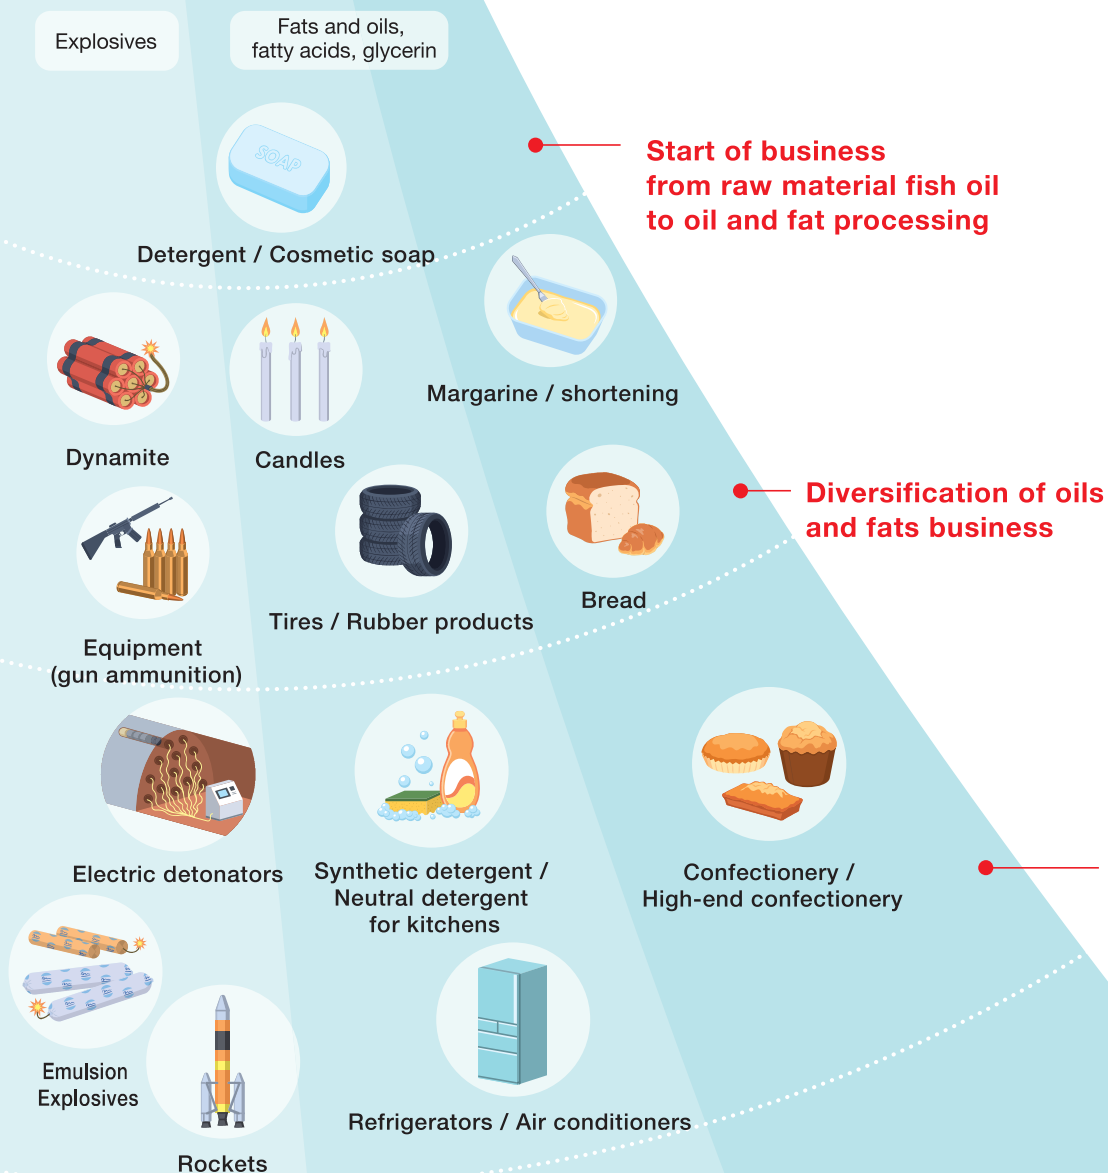 Explosives
Fats and oils,
fatty acids, glycerin
SOAP
Start of business
from raw material fish oil
to oil and fat processing
Detergent / Cosmetic soap
Margarine / shortening
Dynamite
Candles
Diversification of oils
and fats business
Bread
Tires / Rubber products
Equipment
(gun ammunition)
Electric detonators
Synthetic detergent /
Neutral detergent
for kitchens
Confectionery /
High-end confectionery
Emulsion
Explosives
Refrigerators / Air conditioners
Rockets